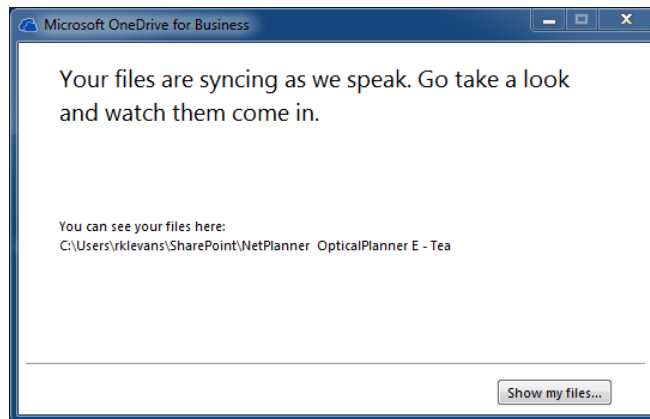 Microsoft OneDrive for Business
Your files are syncing as we speak. Go take a look
and watch them come in.
You can see your files here:
C:\Users\rklevans\SharePoint\NetPlanner  OpticalPlanner E - Tea
Show my files...